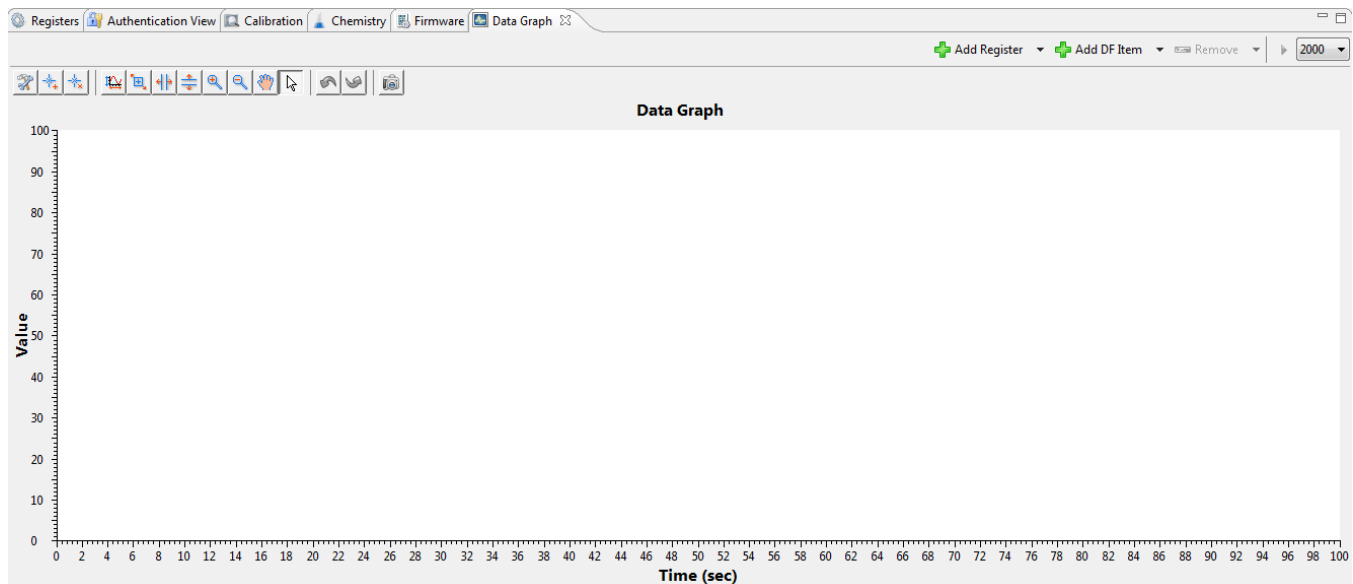 Registers Authentication View Calibration Chemistry Firmware Data Graph
Add Register Add DF Item Remove 2000
Data Graph
100
90
80
70
60
50
40
30
20
10
0
Value
0 2 4 6 8 10 12 14 16 18 20 22 24 26 28 30 32 34 36 38 40 42 44 46 48 50 52 54 56 58 60 62 64 66 68 70 72 74 76 78 80 82 84 86 88 90 92 94 96 98 100
Time (sec)